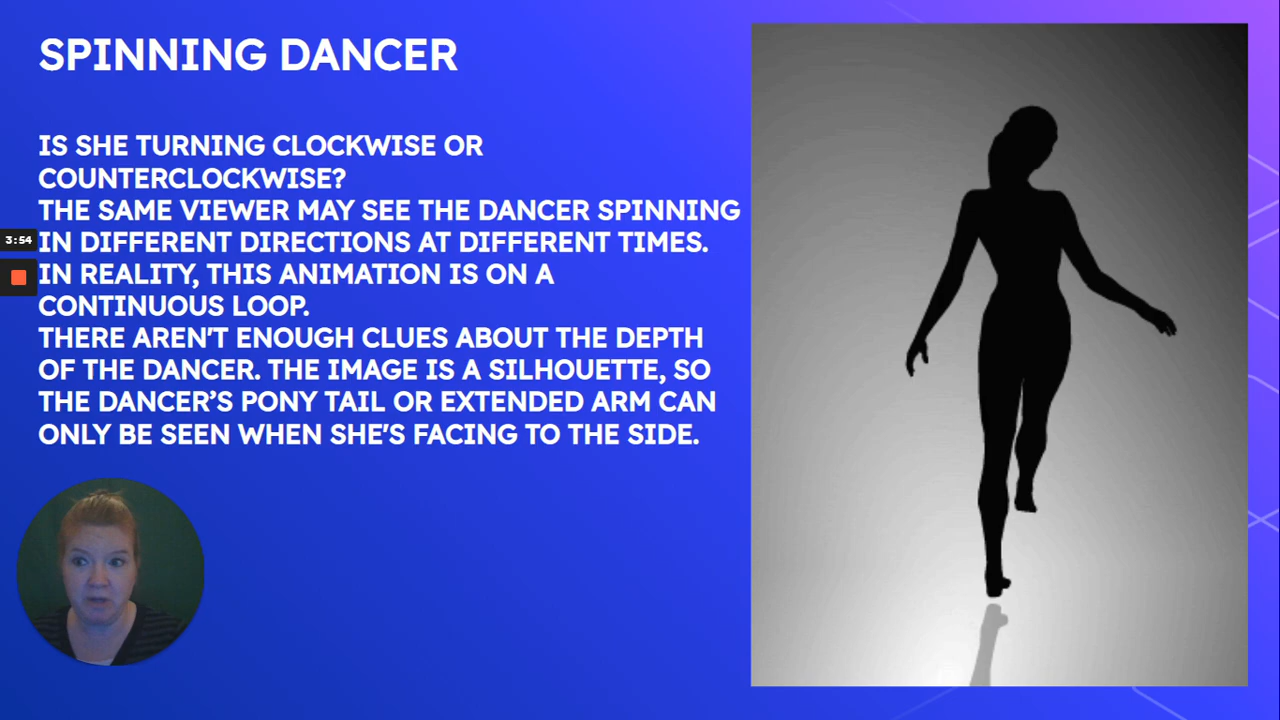 SPINNING DANCER
IS SHE TURNING CLOCKWISE OR
COUNTERCLOCKWISE?
THE SAME VIEWER MAY SEE THE DANCER SPINNING
IN DIFFERENT DIRECTIONS AT DIFFERENT TIMES.
IN REALITY, THIS ANIMATION IS ON A
CONTINUOUS LOOP.
THERE AREN'T ENOUGH CLUES ABOUT THE DEPTH
OF THE DANCER. THE IMAGE IS A SILHOUETTE, SO
THE DANCER’S PONY TAIL OR EXTENDED ARM CAN
ONLY BE SEEN WHEN SHE'S FACING TO THE SIDE.
3:54